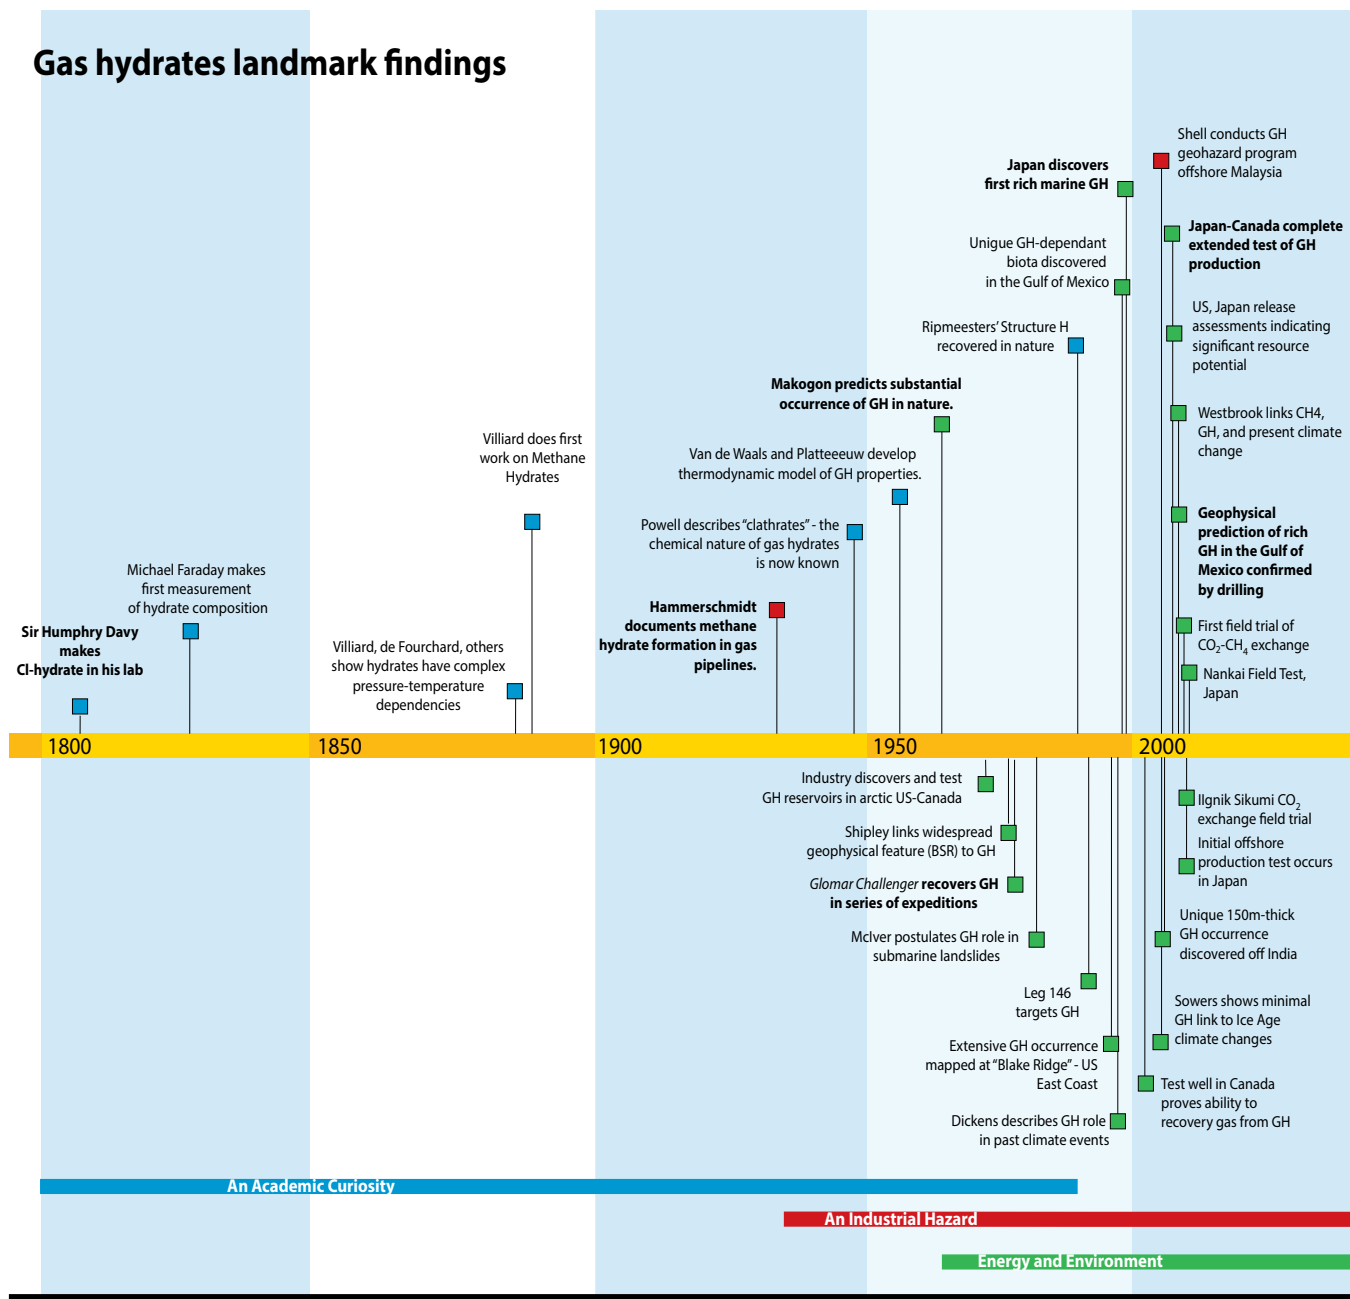 Gas hydrates landmark findings
Shell conducts GH
geohazard program
offshore Malaysia
Japan discovers
first rich marine GH
Japan-Canada complete
extended test of GH
production
Unigue GH-dependant
biota discovered
in the Gulf of Mexico
US, Japan release
assessments indicating
significant resource
potential
Ripmeesters' Structure H
recovered in nature
Makogon predicts substantial
occurrence of GH in nature.
Westbrook links CH4,
GH, and present climate
change
Villiard does first
work on Methane
Hydrates
Van de Waals and Platteeeuw develop
thermodynamic model of GH properties.
Powell describes "clathrates" - the
chemical nature of gas hydrates
is now known
Geophysical
prediction of rich
GH in the Gulf of
Mexico confirmed
by drilling
Michael Faraday makes
first measurement
of hydrate composition
Hammerschmidt
documents methane
hydrate formation in gas
pipelines.
Sir Humphry Davy
makes
Cl-hydrate in his lab
Villiard, de Fourchard, others
show hydrates have complex
pressure-temperature
dependencies
First field trial of
CO2-CH4 exchange
Nankai Field Test,
Japan
1800
1850
1900
1950
2000
Industry discovers and test
GH reservoirs in arctic US-Canada
Shipley links widespread
geophysical feature (BSR) to GH
Glomar Challenger recovers GH
in series of expeditions
McIver postulates GH role in
submarine landslides
Leg 146
targets GH
Extensive GH occurrence
mapped at "Blake Ridge" - US
East Coast
Dickens describes GH role
in past climate events
IIgnik Sikumi CO2
exchange field trial
Initial offshore
production test occurs
in Japan
Unique 150m-thick
GH occurrence
discovered off India
Sowers shows minimal
GH link to Ice Age
climate changes
Test well in Canada
proves ability to
recovery gas from GH
An Academic Curiosity
An Industrial Hazard
Energy and Environment